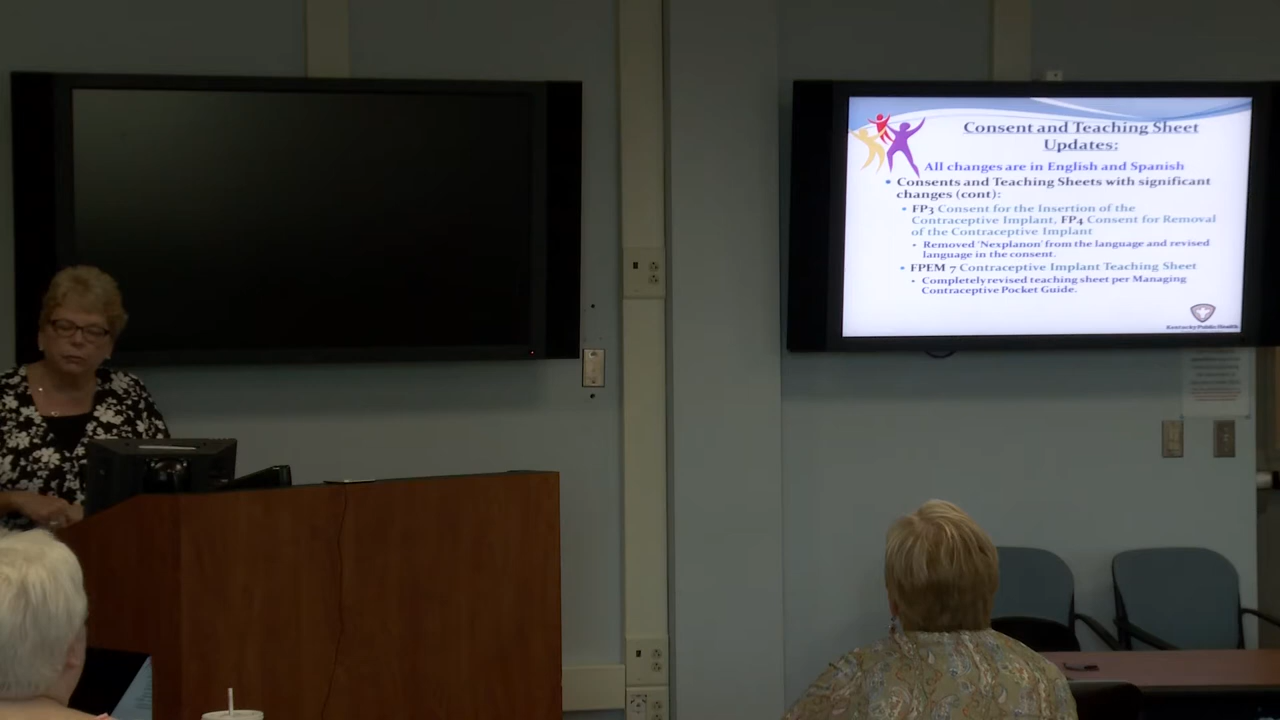 Consent and Teaching Sheet
Updates:
All changes are in English and Spanish
• Consents and Teaching Sheets with significant
changes (cont):
• FP3 Consent for the Insertion of the
Contraceptive Implant, FP4 Consent for Removal
of the Contraceptive Implant
• Removed 'Nexplanon' from the language and revised
language in the consent.
• FPEM 7 Contraceptive Implant Teaching Sheet
• Completely revised teaching sheet per Managing
Contraceptive Pocket Guide.
Kentucky Public Health